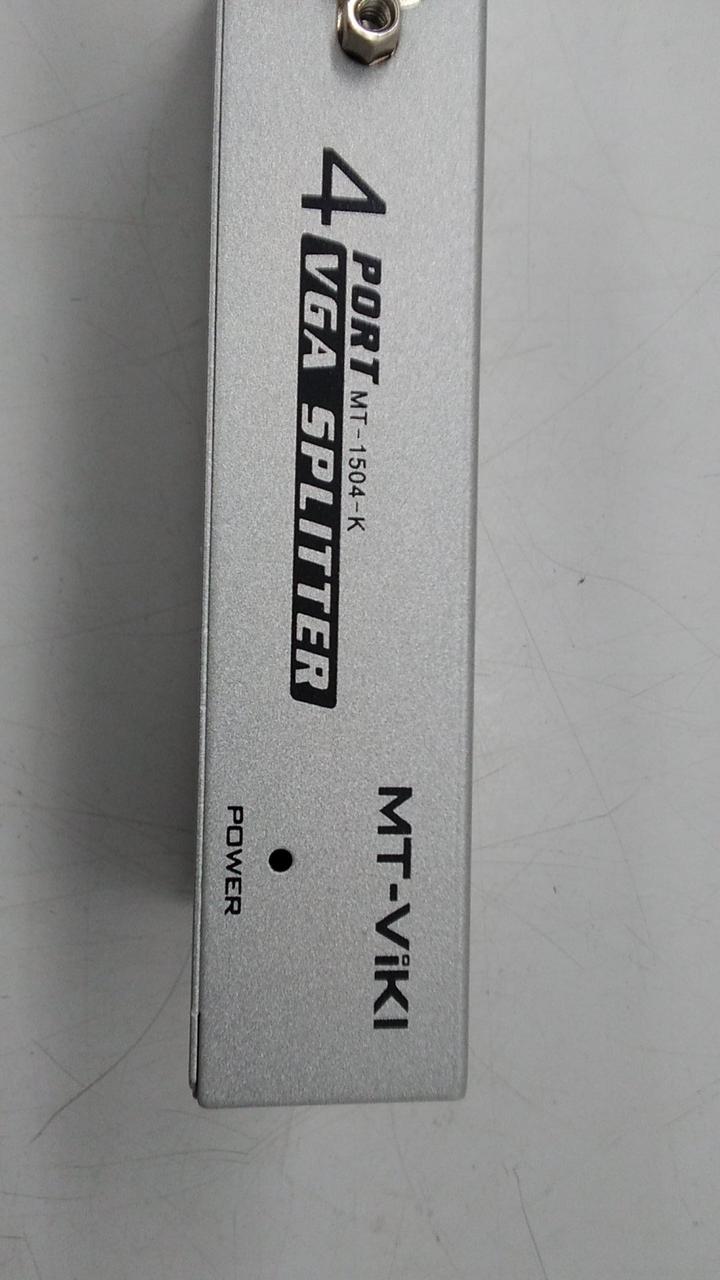 4 PORT MT-1504-K
VGA SPLITTER
MT-ViKI
POWER